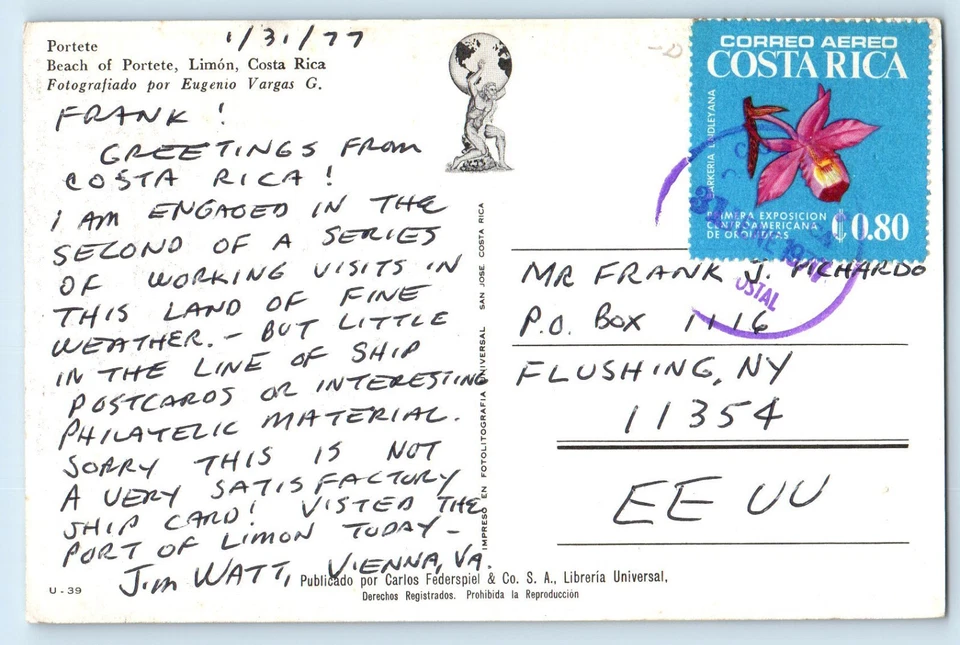 Portete
Beach of Portete, Limón, Costa Rica
Fotografiado por Eugenio Vargas G.
1/31/77
FRANK!
GREETINGS FROM
COSTA RICA!
I AM ENGAGED IN THE
SECOND OF A SERIES
OF WORKING VISITS IN
THIS LAND OF FINE
WEATHER. - BUT LITTLE
IN THE LINE OF SHIP
POSTCARDS OR INTERESTING
PHILATELIC MATERIAL.
SORRY THIS IS NOT
A VERY SATISFACTORY
SHIP CARD! VISTED THE
PORT OF LIMON TODAY -
JIM WATT, VIENNA, VA.
U - 39
Publicado por Carlos Federspiel & Co. S. A., Librería Universal,
Derechos Registrados. Prohibida la Reproducción
IMPRESO EN FOTOLITOGRAFIA UNIVERSAL SAN JOSE COSTA RICA
CORREO AEREO
COSTA RICA
LINDLEYANA
PRIMERA EXPOSICION
CENTROAMERICANA
DE ORQUIDEAS
₡0.80
31
1977
MR FRANK J. PICHARDO
P.O. BOX 1116
FLUSHING, NY
11354
EE UU